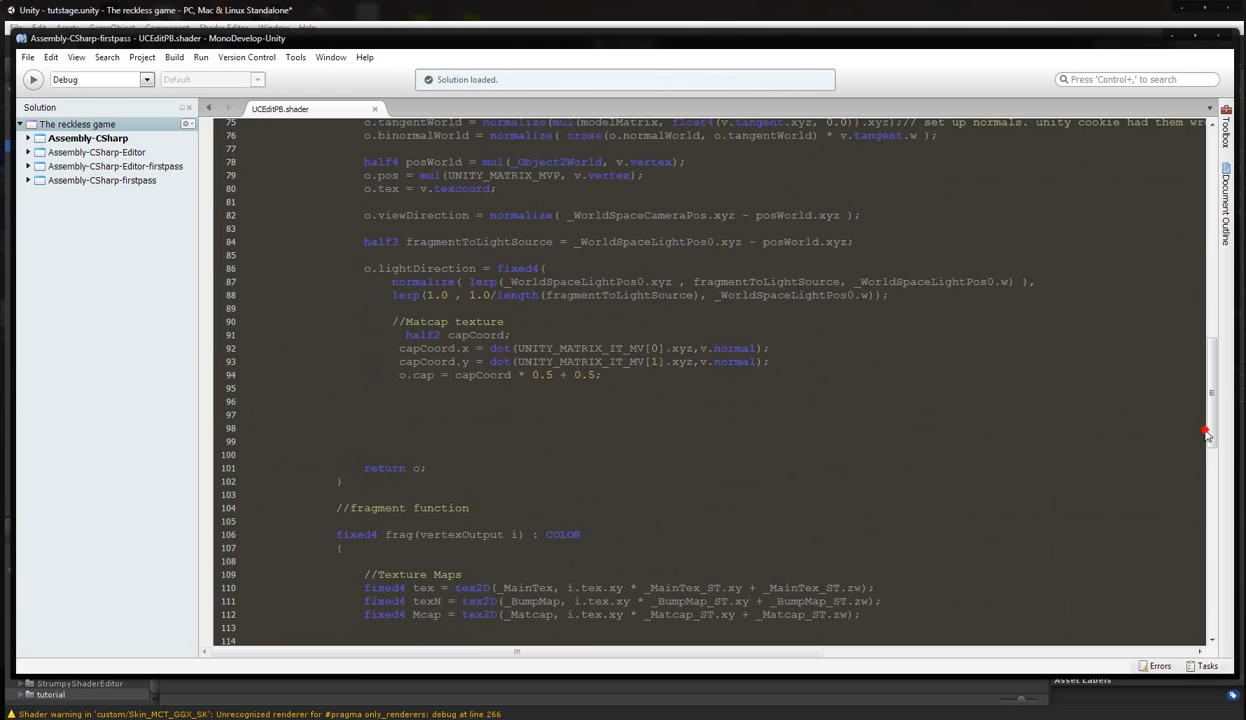 Unity - tutstage.unity - The reckless game - PC, Mac & Linux Standalone*
File Edit Assets GameObject Component Shader Editor Window Help
Assembly-CSharp-firstpass - UCEditPB.shader - MonoDevelop-Unity
File Edit View Search Project Build Run Version Control Tools Window Help
Debug Default Solution loaded. Press 'Control+,' to search
Solution UCEditPB.shader
The reckless game
Assembly-CSharp
Assembly-CSharp-Editor
Assembly-CSharp-Editor-firstpass
Assembly-CSharp-firstpass
Toolbox
Document Outline
75 o.tangentWorld = normalize(mul(modelMatrix, float4(v.tangent.xyz, 0.0)).xyz);// set up normals. unity cookie had them wr
76 o.binormalWorld = normalize( cross(o.normalWorld, o.tangentWorld) * v.tangent.w );
77
78 half4 posWorld = mul(_Object2World, v.vertex);
79 o.pos = mul(UNITY_MATRIX_MVP, v.vertex);
80 o.tex = v.texcoord;
81
82 o.viewDirection = normalize( _WorldSpaceCameraPos.xyz - posWorld.xyz );
83
84 half3 fragmentToLightSource = _WorldSpaceLightPos0.xyz - posWorld.xyz;
85
86 o.lightDirection = fixed4(
87 normalize( lerp(_WorldSpaceLightPos0.xyz , fragmentToLightSource, _WorldSpaceLightPos0.w) ),
88 lerp(1.0 , 1.0/length(fragmentToLightSource), _WorldSpaceLightPos0.w));
89
90 //Matcap texture
91 half2 capCoord;
92 capCoord.x = dot(UNITY_MATRIX_IT_MV[0].xyz,v.normal);
93 capCoord.y = dot(UNITY_MATRIX_IT_MV[1].xyz,v.normal);
94 o.cap = capCoord * 0.5 + 0.5;
95
96
97
98
99
100
101 return o;
102 }
103
104 //fragment function
105
106 fixed4 frag(vertexOutput i) : COLOR
107 {
108
109 //Texture Maps
110 fixed4 tex = tex2D(_MainTex, i.tex.xy * _MainTex_ST.xy + _MainTex_ST.zw);
111 fixed4 texN = tex2D(_BumpMap, i.tex.xy * _BumpMap_ST.xy + _BumpMap_ST.zw);
112 fixed4 Mcap = tex2D(_Matcap, i.tex.xy * _Matcap_ST.xy + _Matcap_ST.zw);
113
114
Errors Tasks
StrumpyShaderEditor
tutorial
Asset Labels
Shader warning in 'custom/Skin_MCT_GGX_SK': Unrecognized renderer for #pragma only_renderers: debug at line 266